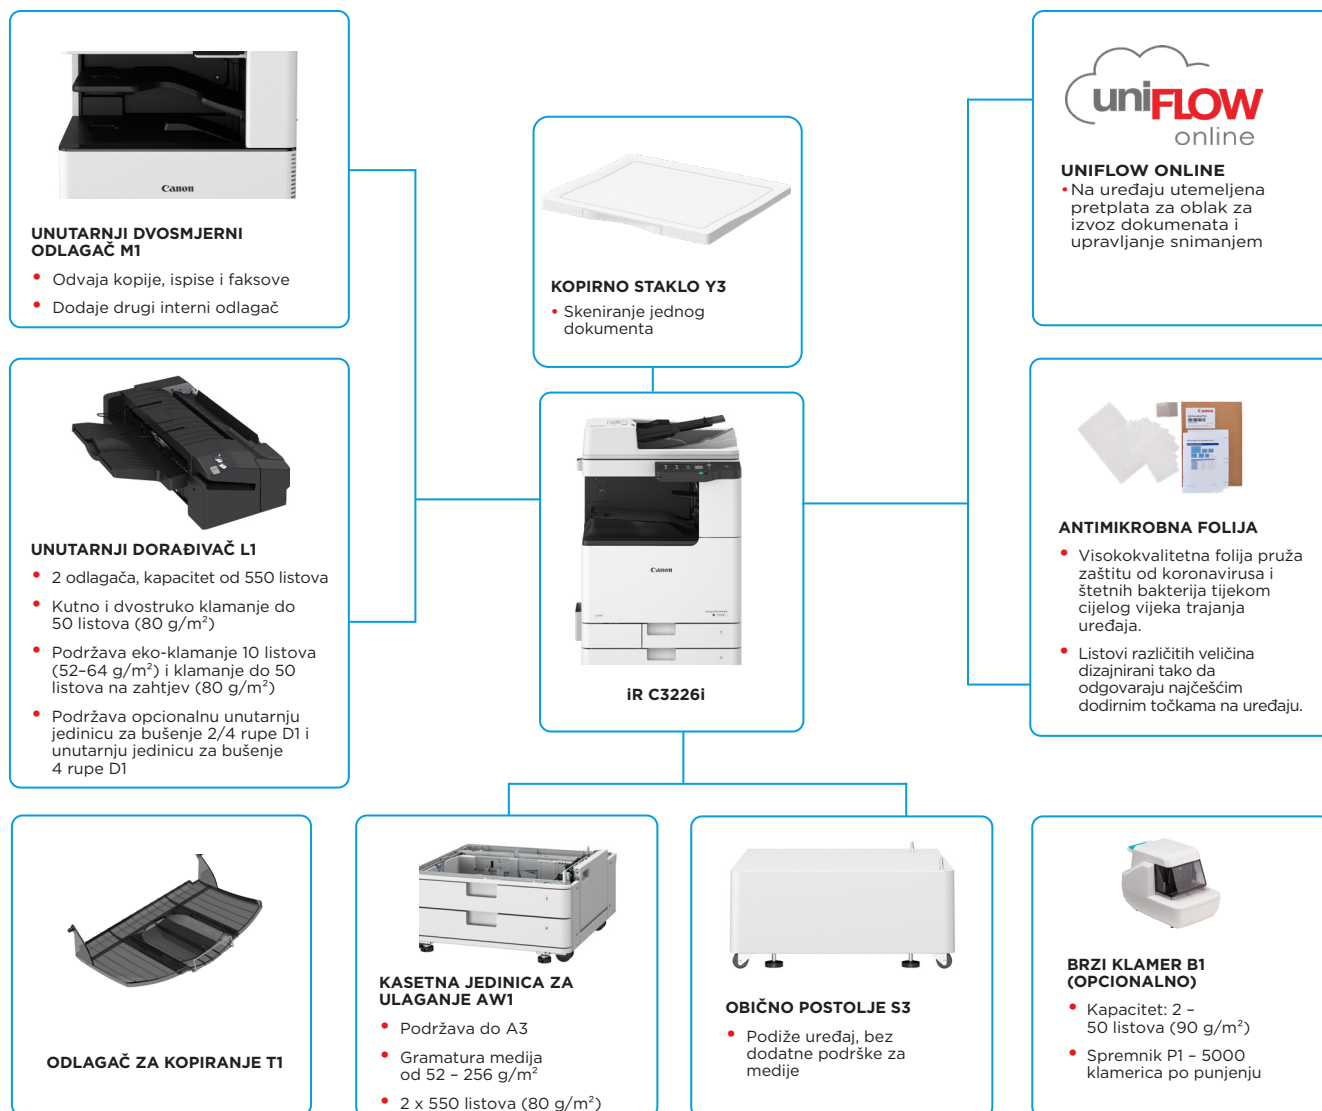 Canon
UNUTARNJI DVOSMJERNI
ODLAGAČ M1
• Odvaja kopije, ispise i faksove
• Dodaje drugi interni odlagač
KOPIRNO STAKLO Y3
• Skeniranje jednog
dokumenta
uniFLOW
online
UNIFLOW ONLINE
• Na uređaju utemeljena
pretplata za oblak za
izvoz dokumenata i
upravljanje snimanjem
UNUTARNJI DORAĐIVAČ L1
• 2 odlagača, kapacitet od 550 listova
• Kutno i dvostruko klamanje do
50 listova (80 g/m²)
• Podržava eko-klamanje 10 listova
(52–64 g/m²) i klamanje do 50
listova na zahtjev (80 g/m²)
• Podržava opcionalnu unutarnju
jedinicu za bušenje 2/4 rupe D1 i
unutarnju jedinicu za bušenje
4 rupe D1
Canon
iR C3226i
Canon
ANTIMIKROBNA FOLIJA
• Visokokvalitetna folija pruža
zaštitu od koronavirusa i
štetnih bakterija tijekom
cijelog vijeka trajanja
uređaja.
• Listovi različitih veličina
dizajnirani tako da
odgovaraju najčešćim
dodirnim točkama na uređaju.
ODLAGAČ ZA KOPIRANJE T1
KASETNA JEDINICA ZA
ULAGANJE AW1
• Podržava do A3
• Gramatura medija
od 52 – 256 g/m²
• 2 x 550 listova (80 g/m²)
OBIČNO POSTOLJE S3
• Podiže uređaj, bez
dodatne podrške za
medije
BRZI KLAMER B1
(OPCIONALNO)
• Kapacitet: 2 –
50 listova (90 g/m²)
• Spremnik P1 – 5000
klamerica po punjenju